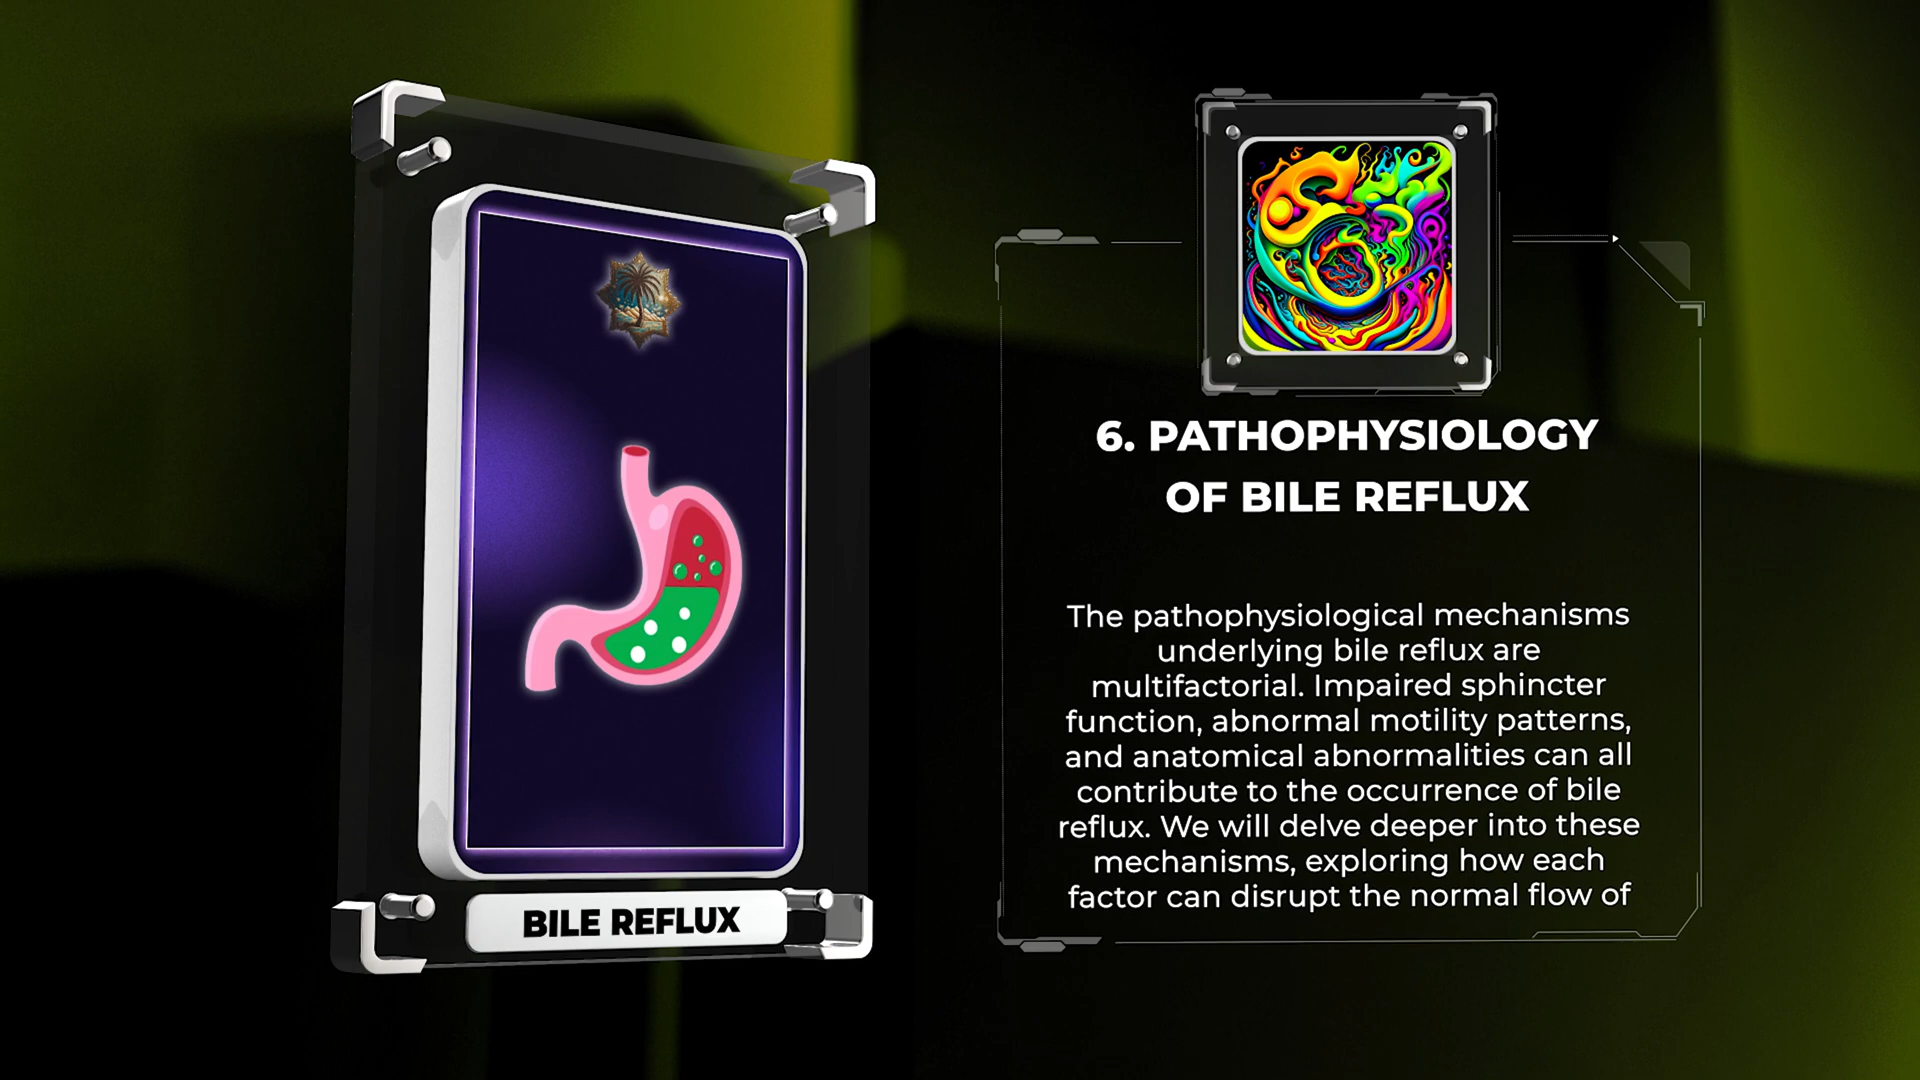 BILE REFLUX
6. PATHOPHYSIOLOGY
OF BILE REFLUX
The pathophysiological mechanisms
underlying bile reflux are
multifactorial. Impaired sphincter
function, abnormal motility patterns,
and anatomical abnormalities can all
contribute to the occurrence of bile
reflux. We will delve deeper into these
mechanisms, exploring how each
factor can disrupt the normal flow of